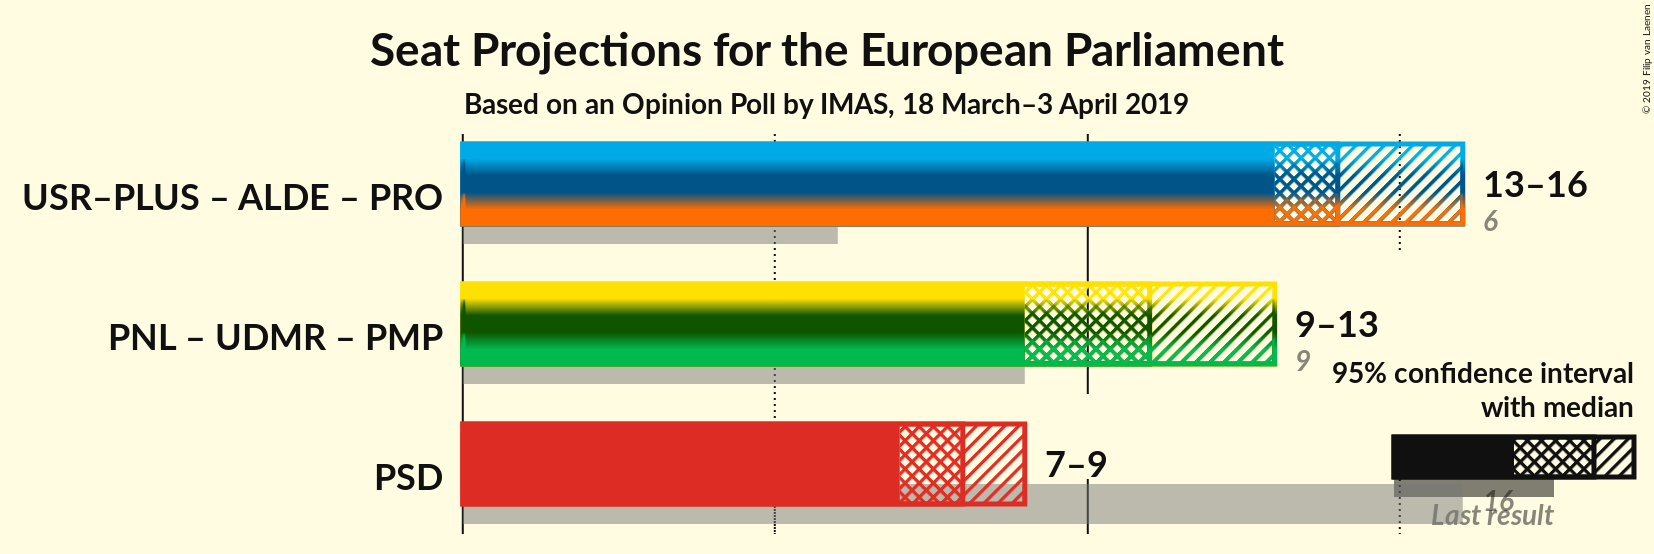 Seat Projections for the European Parliament
Based on an Opinion Poll by IMAS, 18 March–3 April 2019
© 2019 Filip van Laenen
USR–PLUS – ALDE – PRO
13–16
6
PNL – UDMR – PMP
9–13
9
95% confidence interval
with median
PSD
7–9
16
Last result